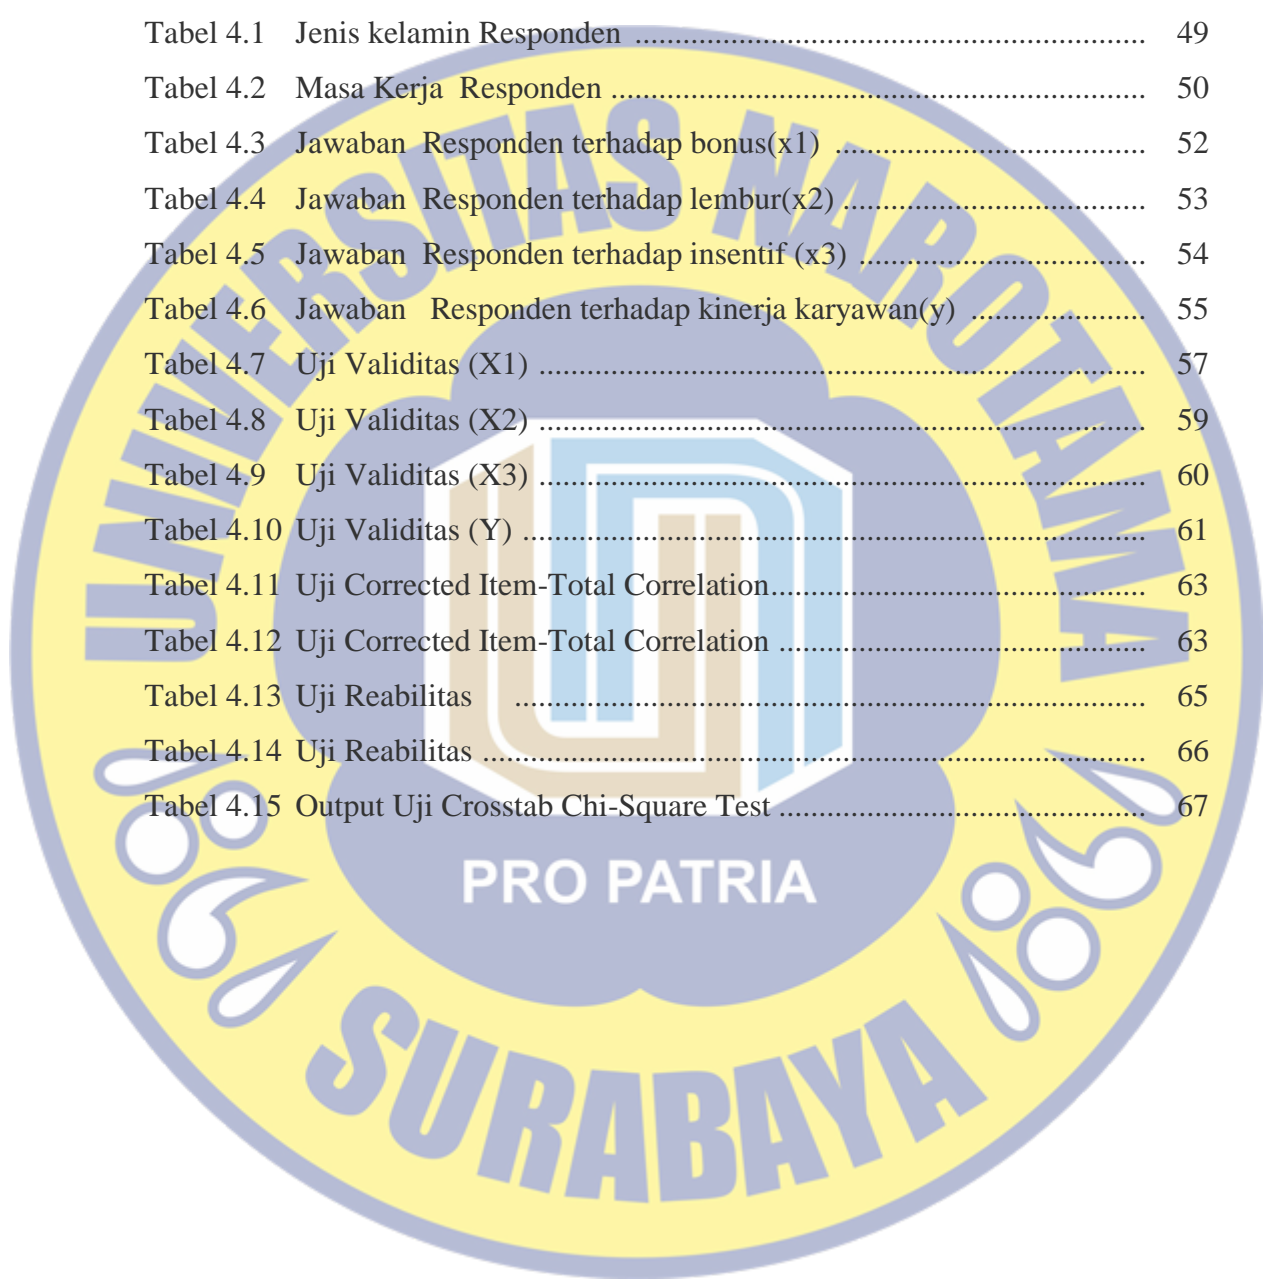 Tabel 4.1 Jenis kelamin Responden ................................................................ 49
Tabel 4.2 Masa Kerja Responden ................................................................... 50
Tabel 4.3 Jawaban Responden terhadap bonus(x1) ....................................... 52
Tabel 4.4 Jawaban Responden terhadap lembur(x2) ...................................... 53
Tabel 4.5 Jawaban Responden terhadap insentif (x3) .................................... 54
Tabel 4.6 Jawaban Responden terhadap kinerja karyawan(y) ...................... 55
Tabel 4.7 Uji Validitas (X1) ............................................................................ 57
Tabel 4.8 Uji Validitas (X2) ............................................................................ 59
Tabel 4.9 Uji Validitas (X3) ............................................................................ 60
Tabel 4.10 Uji Validitas (Y) .............................................................................. 61
Tabel 4.11 Uji Corrected Item-Total Correlation............................................... 63
Tabel 4.12 Uji Corrected Item-Total Correlation .............................................. 63
Tabel 4.13 Uji Reabilitas ............................................................................... 65
Tabel 4.14 Uji Reabilitas ................................................................................... 66
Tabel 4.15 Output Uji Crosstab Chi-Square Test .............................................. 67
UNIVERSITAS NAROTAMA
PRO PATRIA
SURABAYA